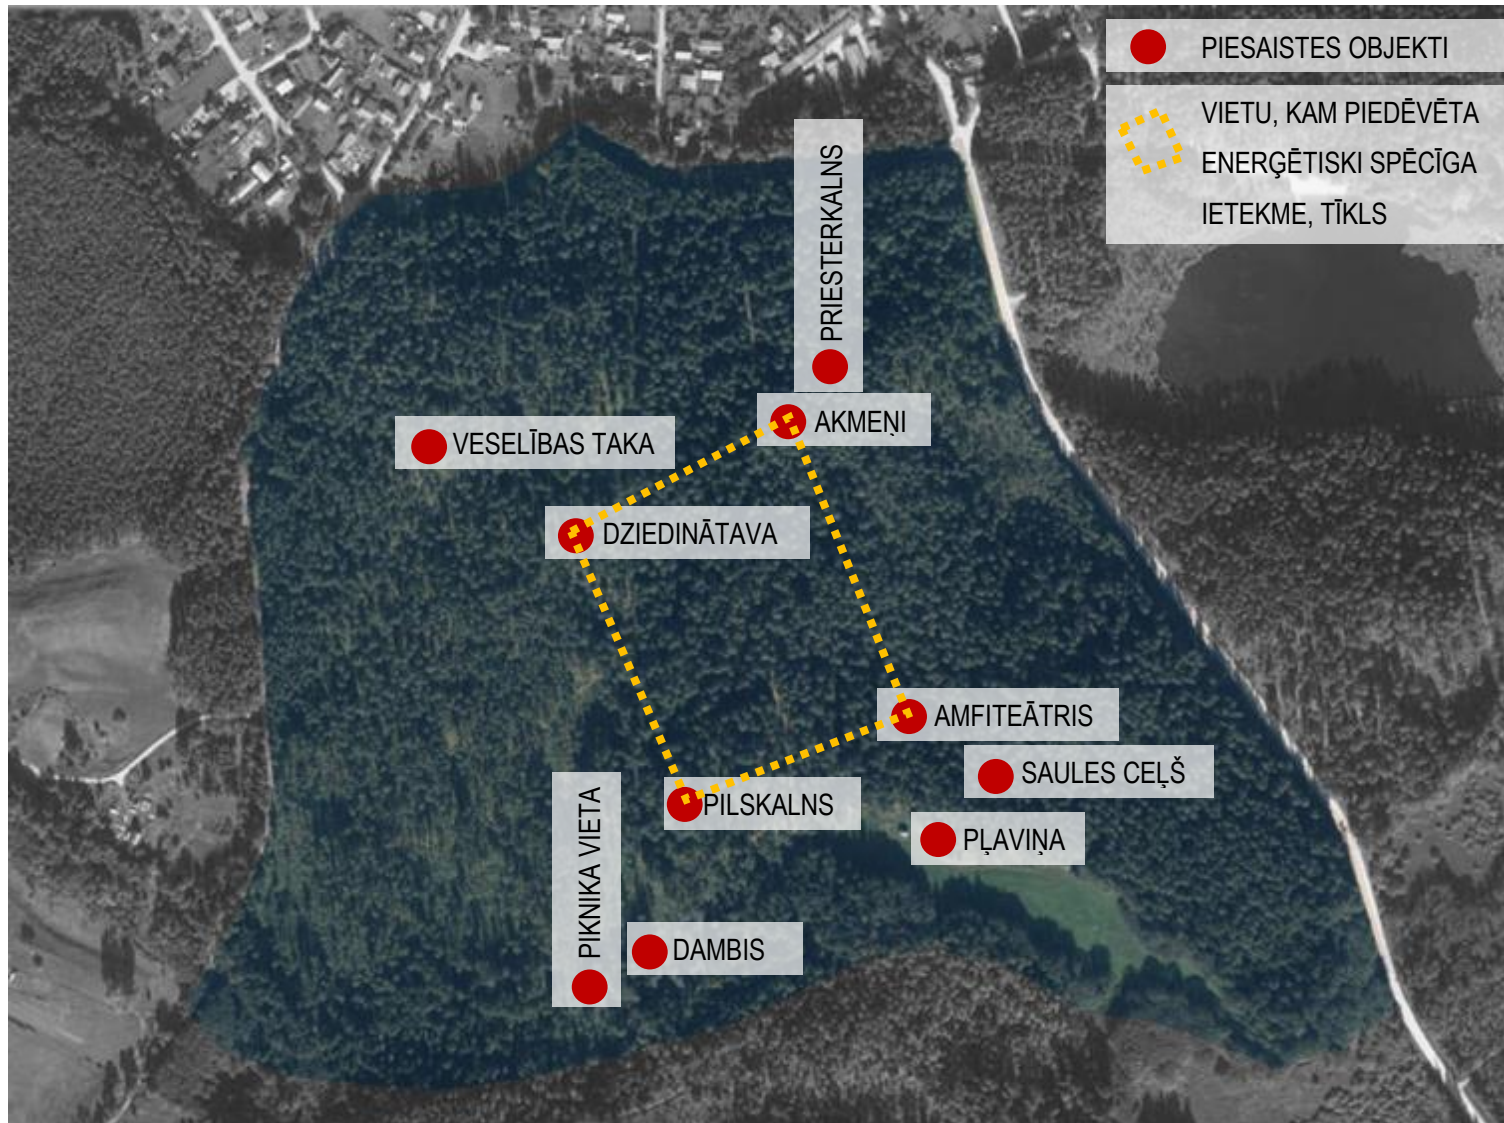 PIESAISTES OBJEKTI
VIETU, KAM PIEDĒVĒTA
ENERĢĒTISKI SPĒCĪGA
IETEKME, TĪKLS
PRIESTERKALNS
AKMEŅI
VESELĪBAS TAKA
DZIEDINĀTAVA
AMFITEĀTRIS
SAULES CEĻŠ
PILSKALNS
PĻAVIŅA
PIKNIKA VIETA
DAMBIS